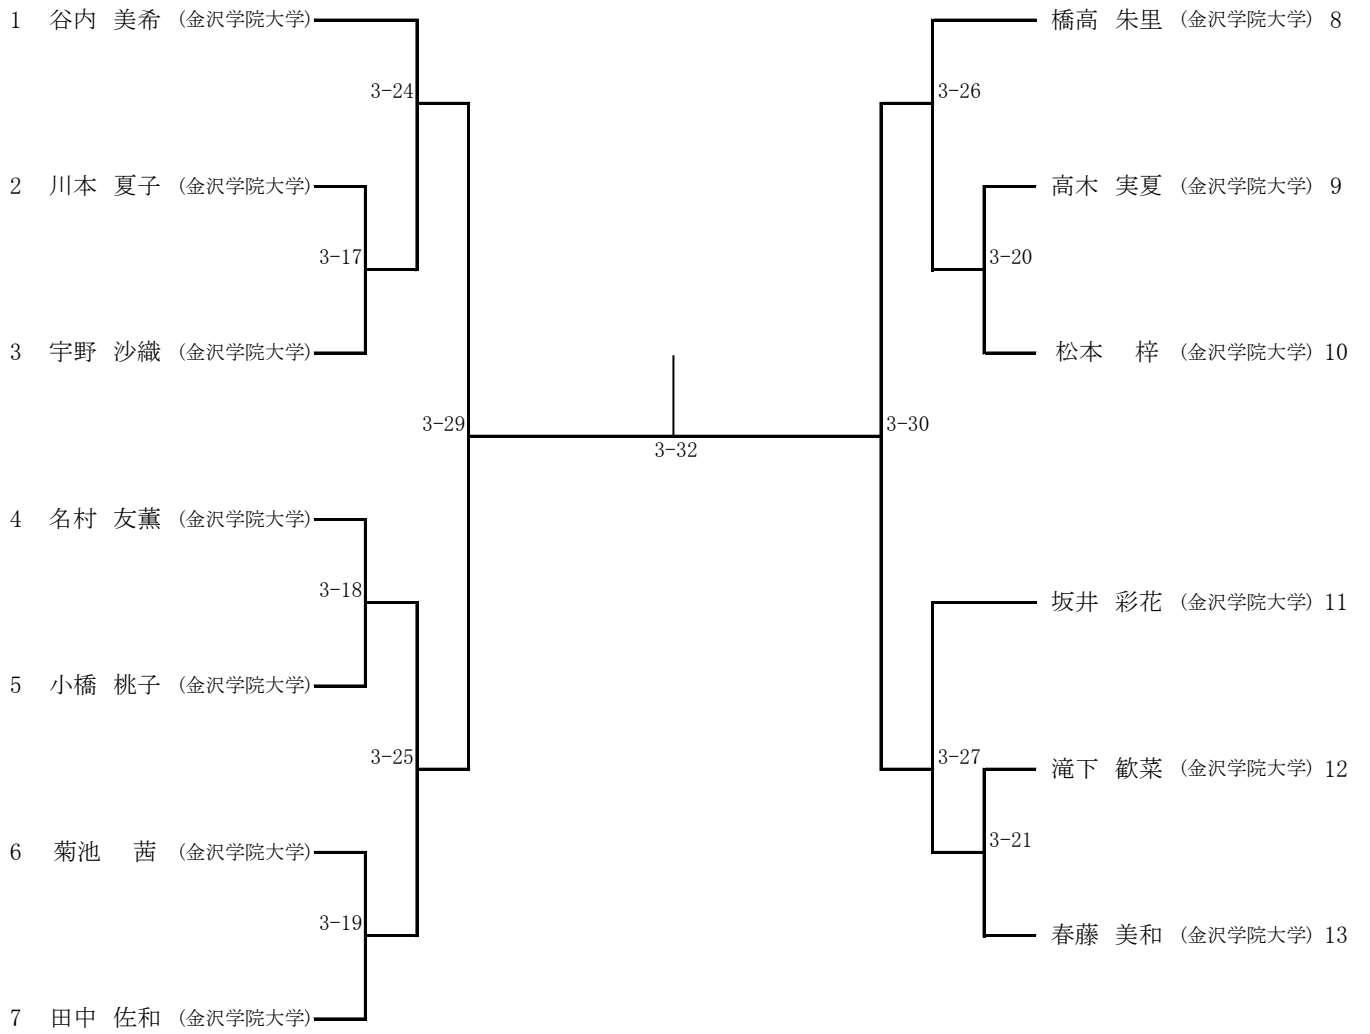 1 谷内 美希 (金沢学院大学)
3-24
2 川本 夏子 (金沢学院大学)
3-17
3 宇野 沙織 (金沢学院大学)
3-29
4 名村 友薫 (金沢学院大学)
3-18
5 小橋 桃子 (金沢学院大学)
3-25
6 菊池 茜 (金沢学院大学)
3-19
7 田中 佐和 (金沢学院大学)
3-32
橋高 朱里 (金沢学院大学) 8
3-26
高木 実夏 (金沢学院大学) 9
3-20
松本 梓 (金沢学院大学) 10
3-30
坂井 彩花 (金沢学院大学) 11
3-27
滝下 歓菜 (金沢学院大学) 12
3-21
春藤 美和 (金沢学院大学) 13